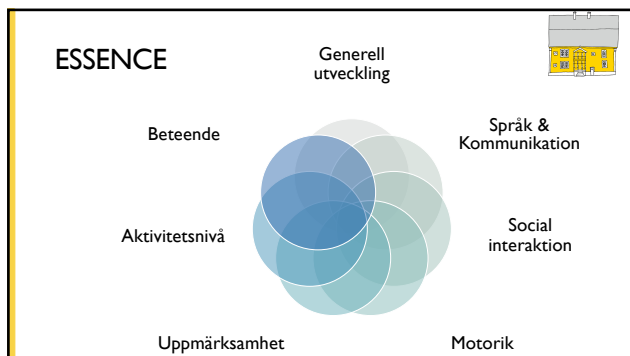 ESSENCE
Generell
utveckling
Språk &
Kommunikation
Social
interaktion
Motorik
Uppmärksamhet
Aktivitetsnivå
Beteende